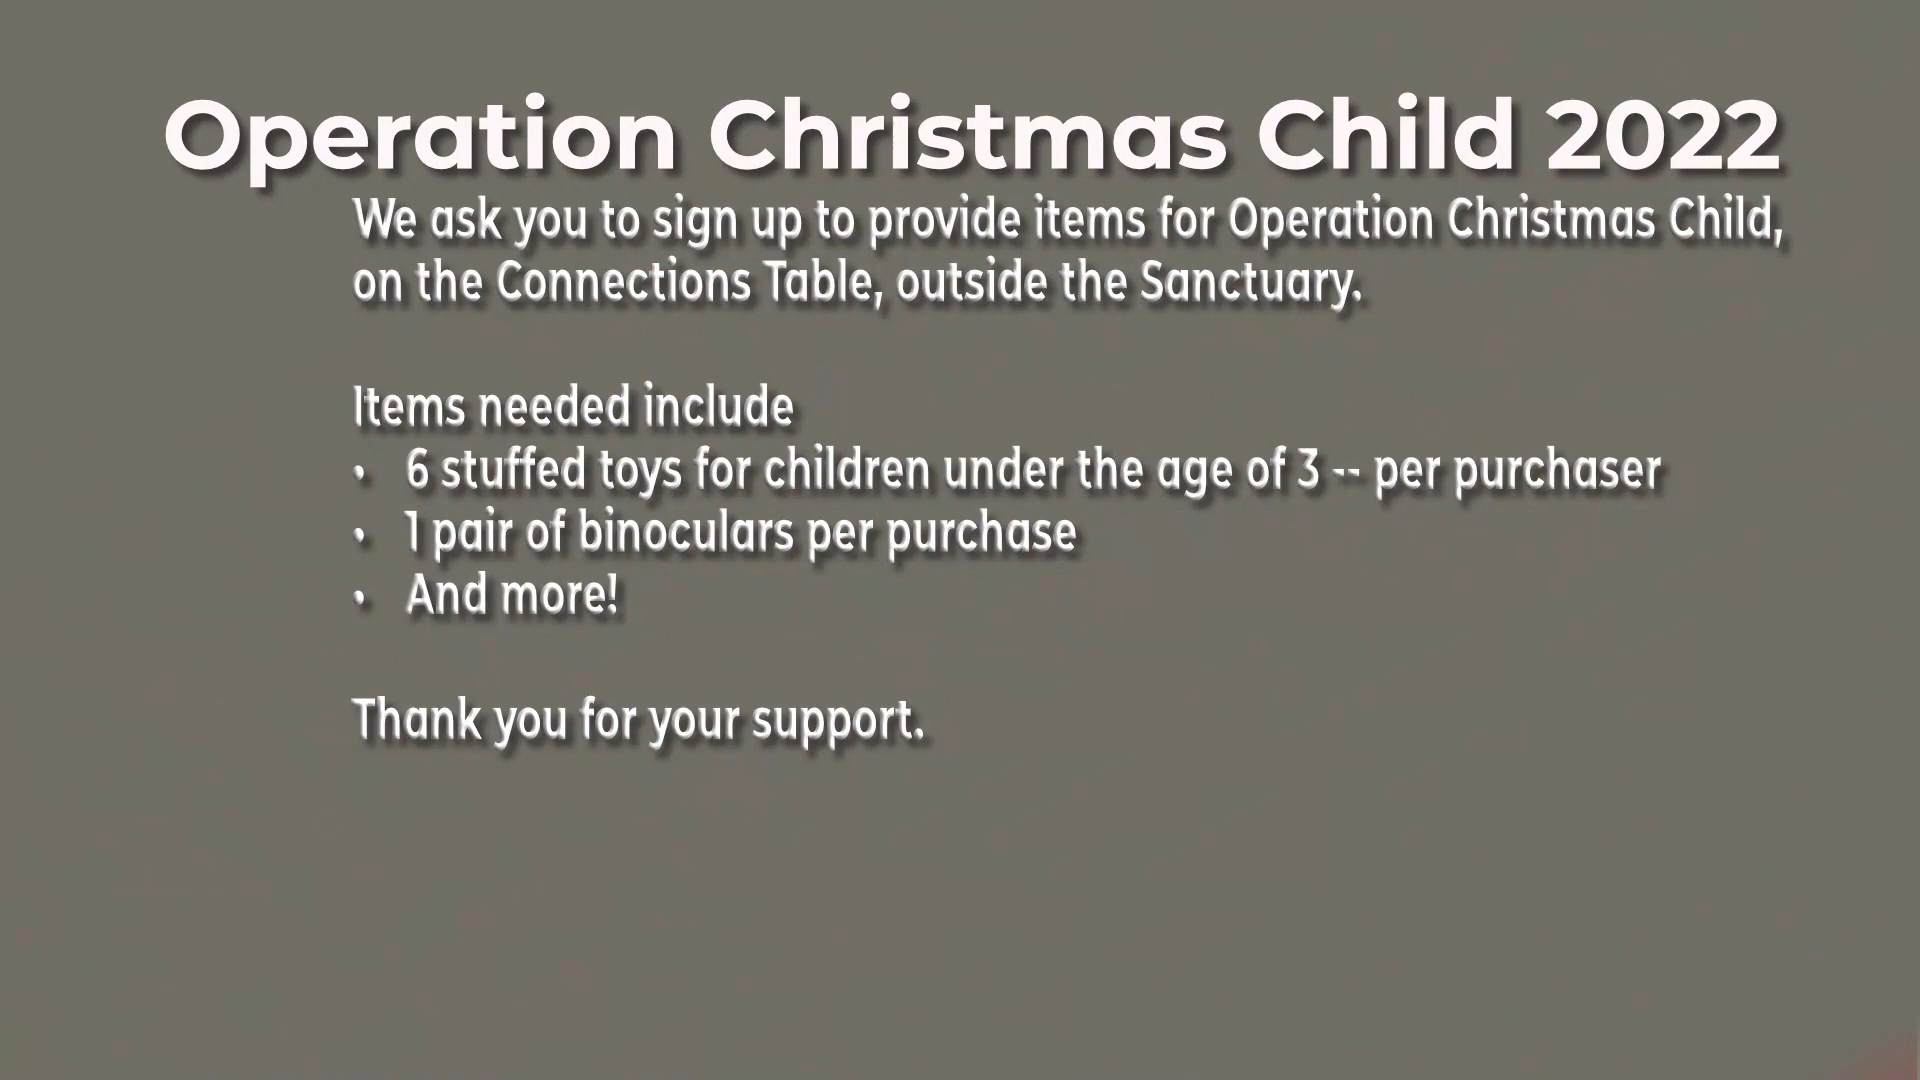 Operation Christmas Child 2022
We ask you to sign up to provide items for Operation Christmas Child,
on the Connections Table, outside the Sanctuary.
Items needed include
• 6 stuffed toys for children under the age of 3 -- per purchaser
• 1 pair of binoculars per purchase
• And more!
Thank you for your support.